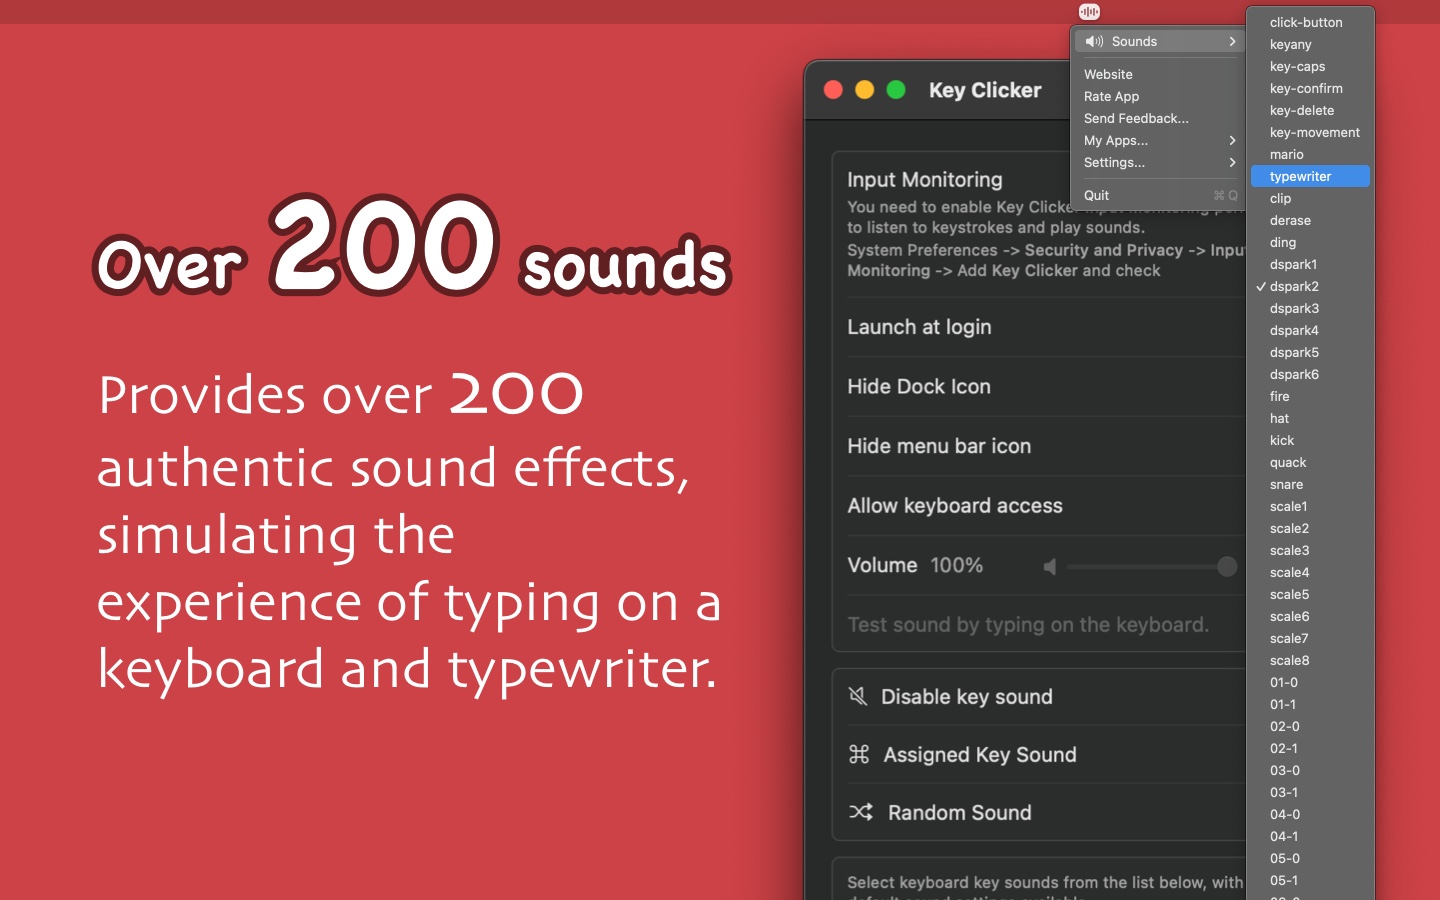 Over 200 sounds
Provides over 200
authentic sound effects,
simulating the
experience of typing on a
keyboard and typewriter.
Key Clicker
Input Monitoring
You need to enable Key Clicker
to listen to keystrokes and play sounds.
System Preferences -> Security and Privacy -> Input
Monitoring -> Add Key Clicker and check
Launch at login
Hide Dock Icon
Hide menu bar icon
Allow keyboard access
Volume 100%
Test sound by typing on the keyboard.
Disable key sound
Assigned Key Sound
Random Sound
Select keyboard key sounds from the list below, with
Sounds
Website
Rate App
Send Feedback...
My Apps...
Settings...
Quit ⌘ Q
click-button
keyany
key-caps
key-confirm
key-delete
key-movement
mario
typewriter
clip
derase
ding
dspark1
✓ dspark2
dspark3
dspark4
dspark5
dspark6
fire
hat
kick
quack
snare
scale1
scale2
scale3
scale4
scale5
scale6
scale7
scale8
01-0
01-1
02-0
02-1
03-0
03-1
04-0
04-1
05-0
05-1